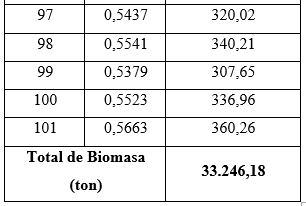 97 0,5437 320,02
98 0,5541 340,21
99 0,5379 307,65
100 0,5523 336,96
101 0,5663 360,26
Total de Biomasa
(ton) 33.246,18